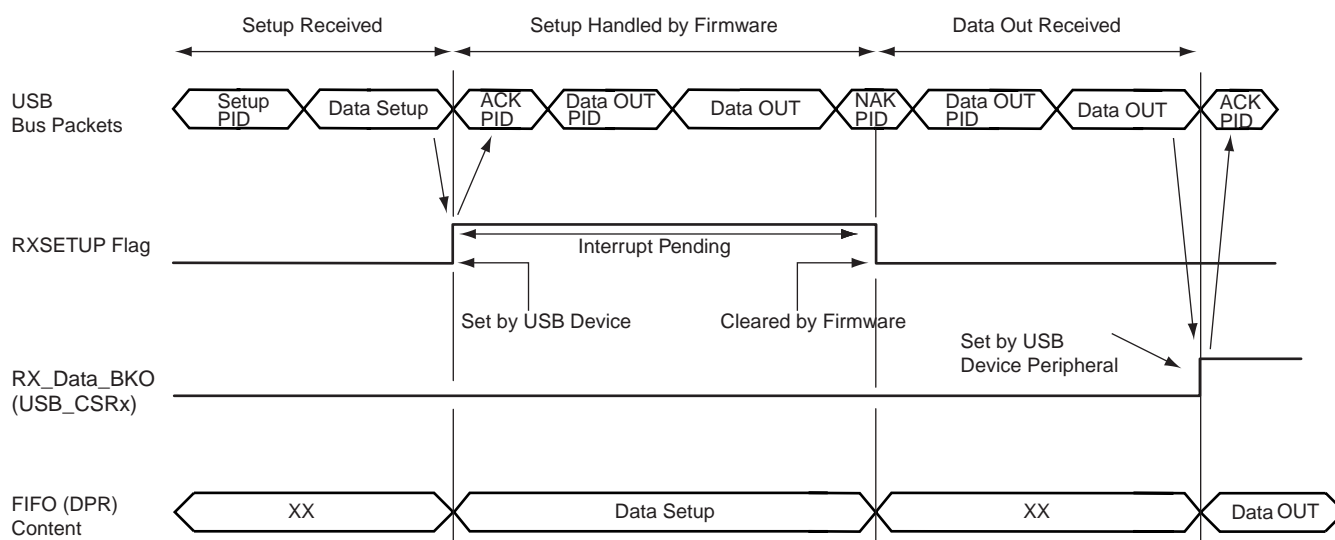 Setup Received
Setup Handled by Firmware
Data Out Received
USB
Bus Packets
Setup
PID
Data Setup
ACK
PID
Data OUT
PID
Data OUT
NAK
PID
Data OUT
PID
Data OUT
ACK
PID
RXSETUP Flag
Interrupt Pending
Set by USB Device
Cleared by Firmware
Set by USB
Device Peripheral
RX_Data_BKO
(USB_CSRx)
FIFO (DPR)
Content
XX
Data Setup
XX
Data OUT